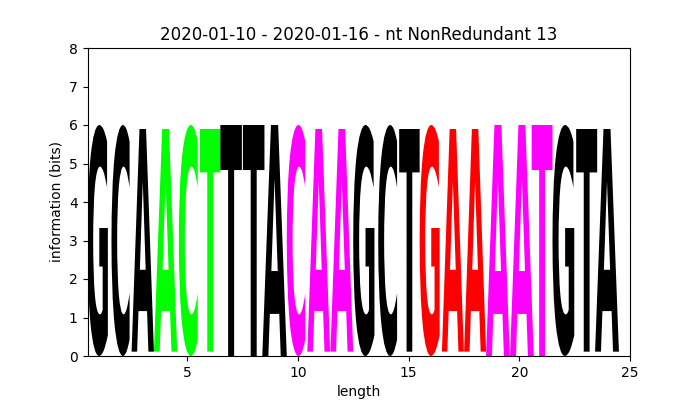 2020-01-10 - 2020-01-16 - nt NonRedundant 13
8
7
6
5
4
3
2
1
0
information (bits)
GCAACTTTACAAGCTGAAAATGTA
5 10 15 20 25
length